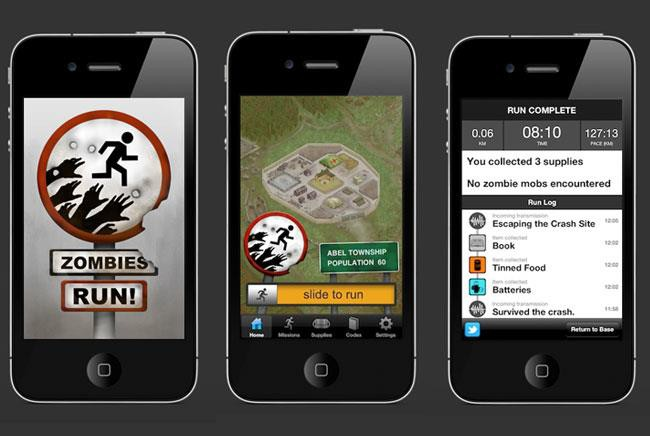 ZOMBIES
RUN!
ABEL TOWNSHIP
POPULATION 60
slide to run
Home Missions Supplies Codex Settings
RUN COMPLETE
0.06 08:10 127:13
KM TIME PACE (KM)
You collected 3 supplies
No zombie mobs encountered
Run Log
Incoming transmission
Escaping the Crash Site 12:05
Item collected
Book 12:02
Item collected
Tinned Food 12:02
Item collected
Batteries 12:02
Incoming transmission
Survived the crash. 11:58
Return to Base